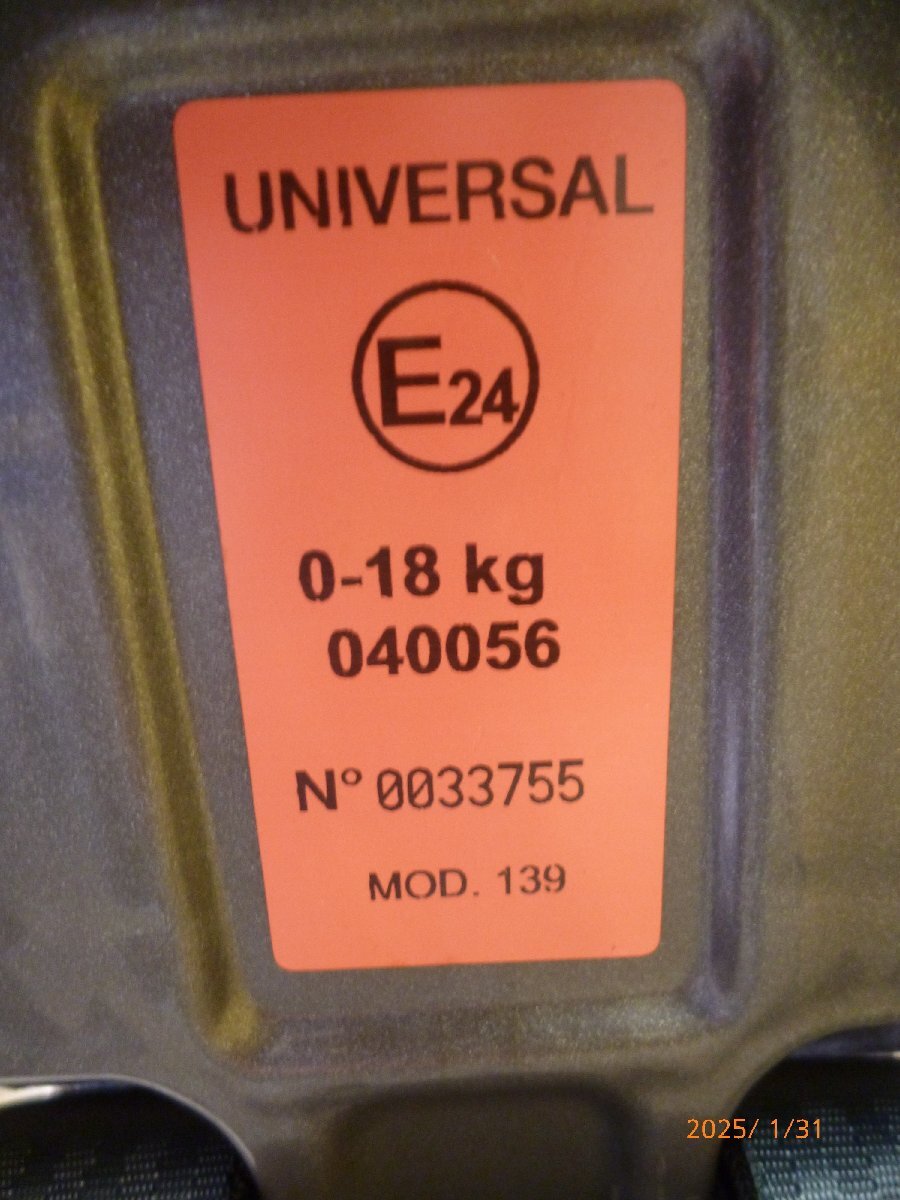 UNIVERSAL
E24
0-18 kg
040056
N° 0033755
MOD. 139
2025/ 1/31